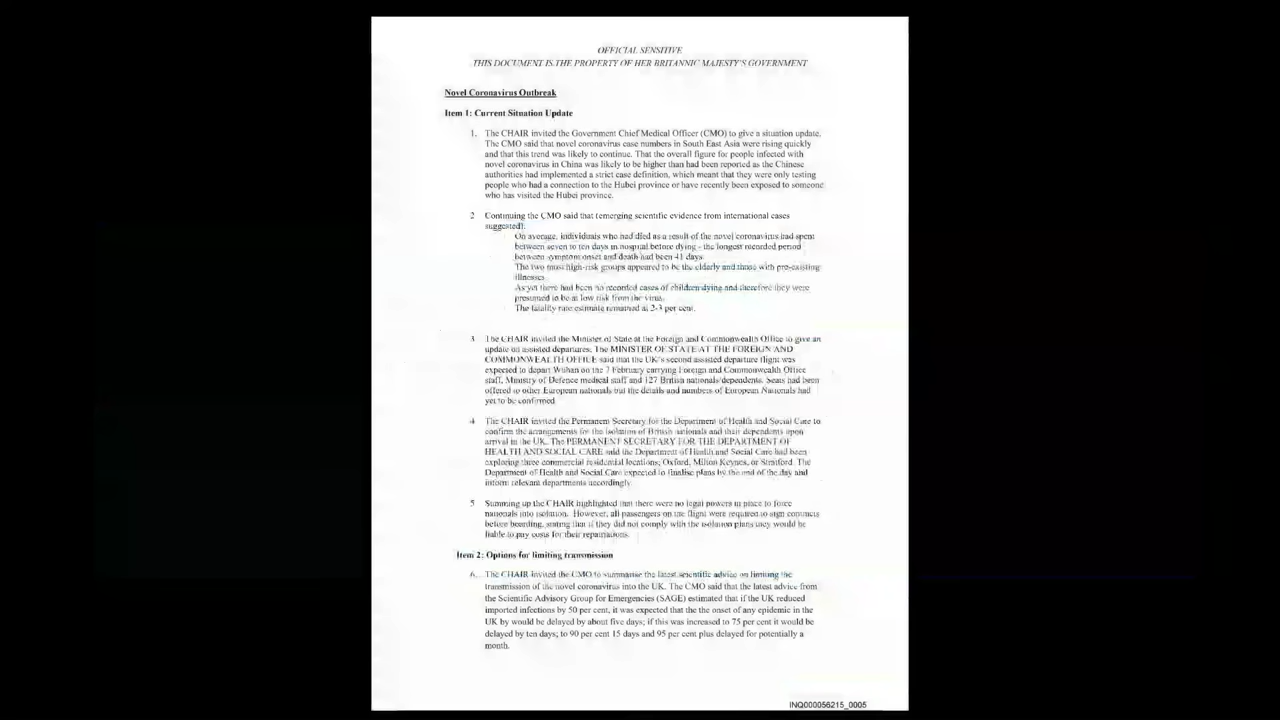 OFFICIAL SENSITIVE
THIS DOCUMENT IS THE PROPERTY OF HER BRITANNIC MAJESTY'S GOVERNMENT
Novel Coronavirus Outbreak
Item 1: Current Situation Update
1. The CHAIR invited the Government Chief Medical Officer (CMO) to give a situation update.
The CMO said that novel coronavirus case numbers in South East Asia were rising quickly
and that this trend was likely to continue. That the overall figure for people infected with
novel coronavirus in China was likely to be higher than had been reported as the Chinese
authorities had implemented a strict case definition, which meant that they were only testing
people who had a connection to the Hubei province or have recently been exposed to someone
who has visited the Hubei province.
2 Continuing the CMO said that (emerging scientific evidence from international cases
suggested):
On average, individuals who had died as a result of the novel coronavirus had spent
between seven to ten days in hospital before dying - the longest recorded period
between symptom onset and death had been 41 days.
The two most high-risk groups appeared to be the elderly and those with pre-existing
illnesses.
As yet there had been no recorded cases of children dying and therefore they were
presumed to be at low risk from the virus.
The fatality rate estimate remained at 2-3 per cent.
3 The CHAIR invited the Minister of State at the Foreign and Commonwealth Office to give an
update on assisted departures. The MINISTER OF STATE AT THE FOREIGN AND
COMMONWEALTH OFFICE said that the UK's second assisted departure flight was
expected to depart Wuhan on the 7 February carrying Foreign and Commonwealth Office
staff, Ministry of Defence medical staff and 127 British nationals/dependents. Seats had been
offered to other European nationals but the details and numbers of European Nationals had
yet to be confirmed
4 The CHAIR invited the Permanent Secretary for the Department of Health and Social Care to
confirm the arrangements for the isolation of British nationals and their dependents upon
arrival in the UK. The PERMANENT SECRETARY FOR THE DEPARTMENT OF
HEALTH AND SOCIAL CARE said the Department of Health and Social Care had been
exploring three commercial residential locations; Oxford, Milton Keynes, or Stratford. The
Department of Health and Social Care expected to finalise plans by the end of the day and
inform relevant departments accordingly.
5 Summing up the CHAIR highlighted that there were no legal powers in place to force
nationals into isolation. However, all passengers on the flight were required to sign contracts
before boarding, stating that if they did not comply with the isolation plans they would be
liable to pay costs for their repatriations.
Item 2: Options for limiting transmission
6. The CHAIR invited the CMO to summarise the latest scientific advice on limiting the
transmission of the novel coronavirus into the UK. The CMO said that the latest advice from
the Scientific Advisory Group for Emergencies (SAGE) estimated that if the UK reduced
imported infections by 50 per cent, it was expected that the the onset of any epidemic in the
UK by would be delayed by about five days; if this was increased to 75 per cent it would be
delayed by ten days; to 90 per cent 15 days and 95 per cent plus delayed for potentially a
month.
INQ000056215_0005